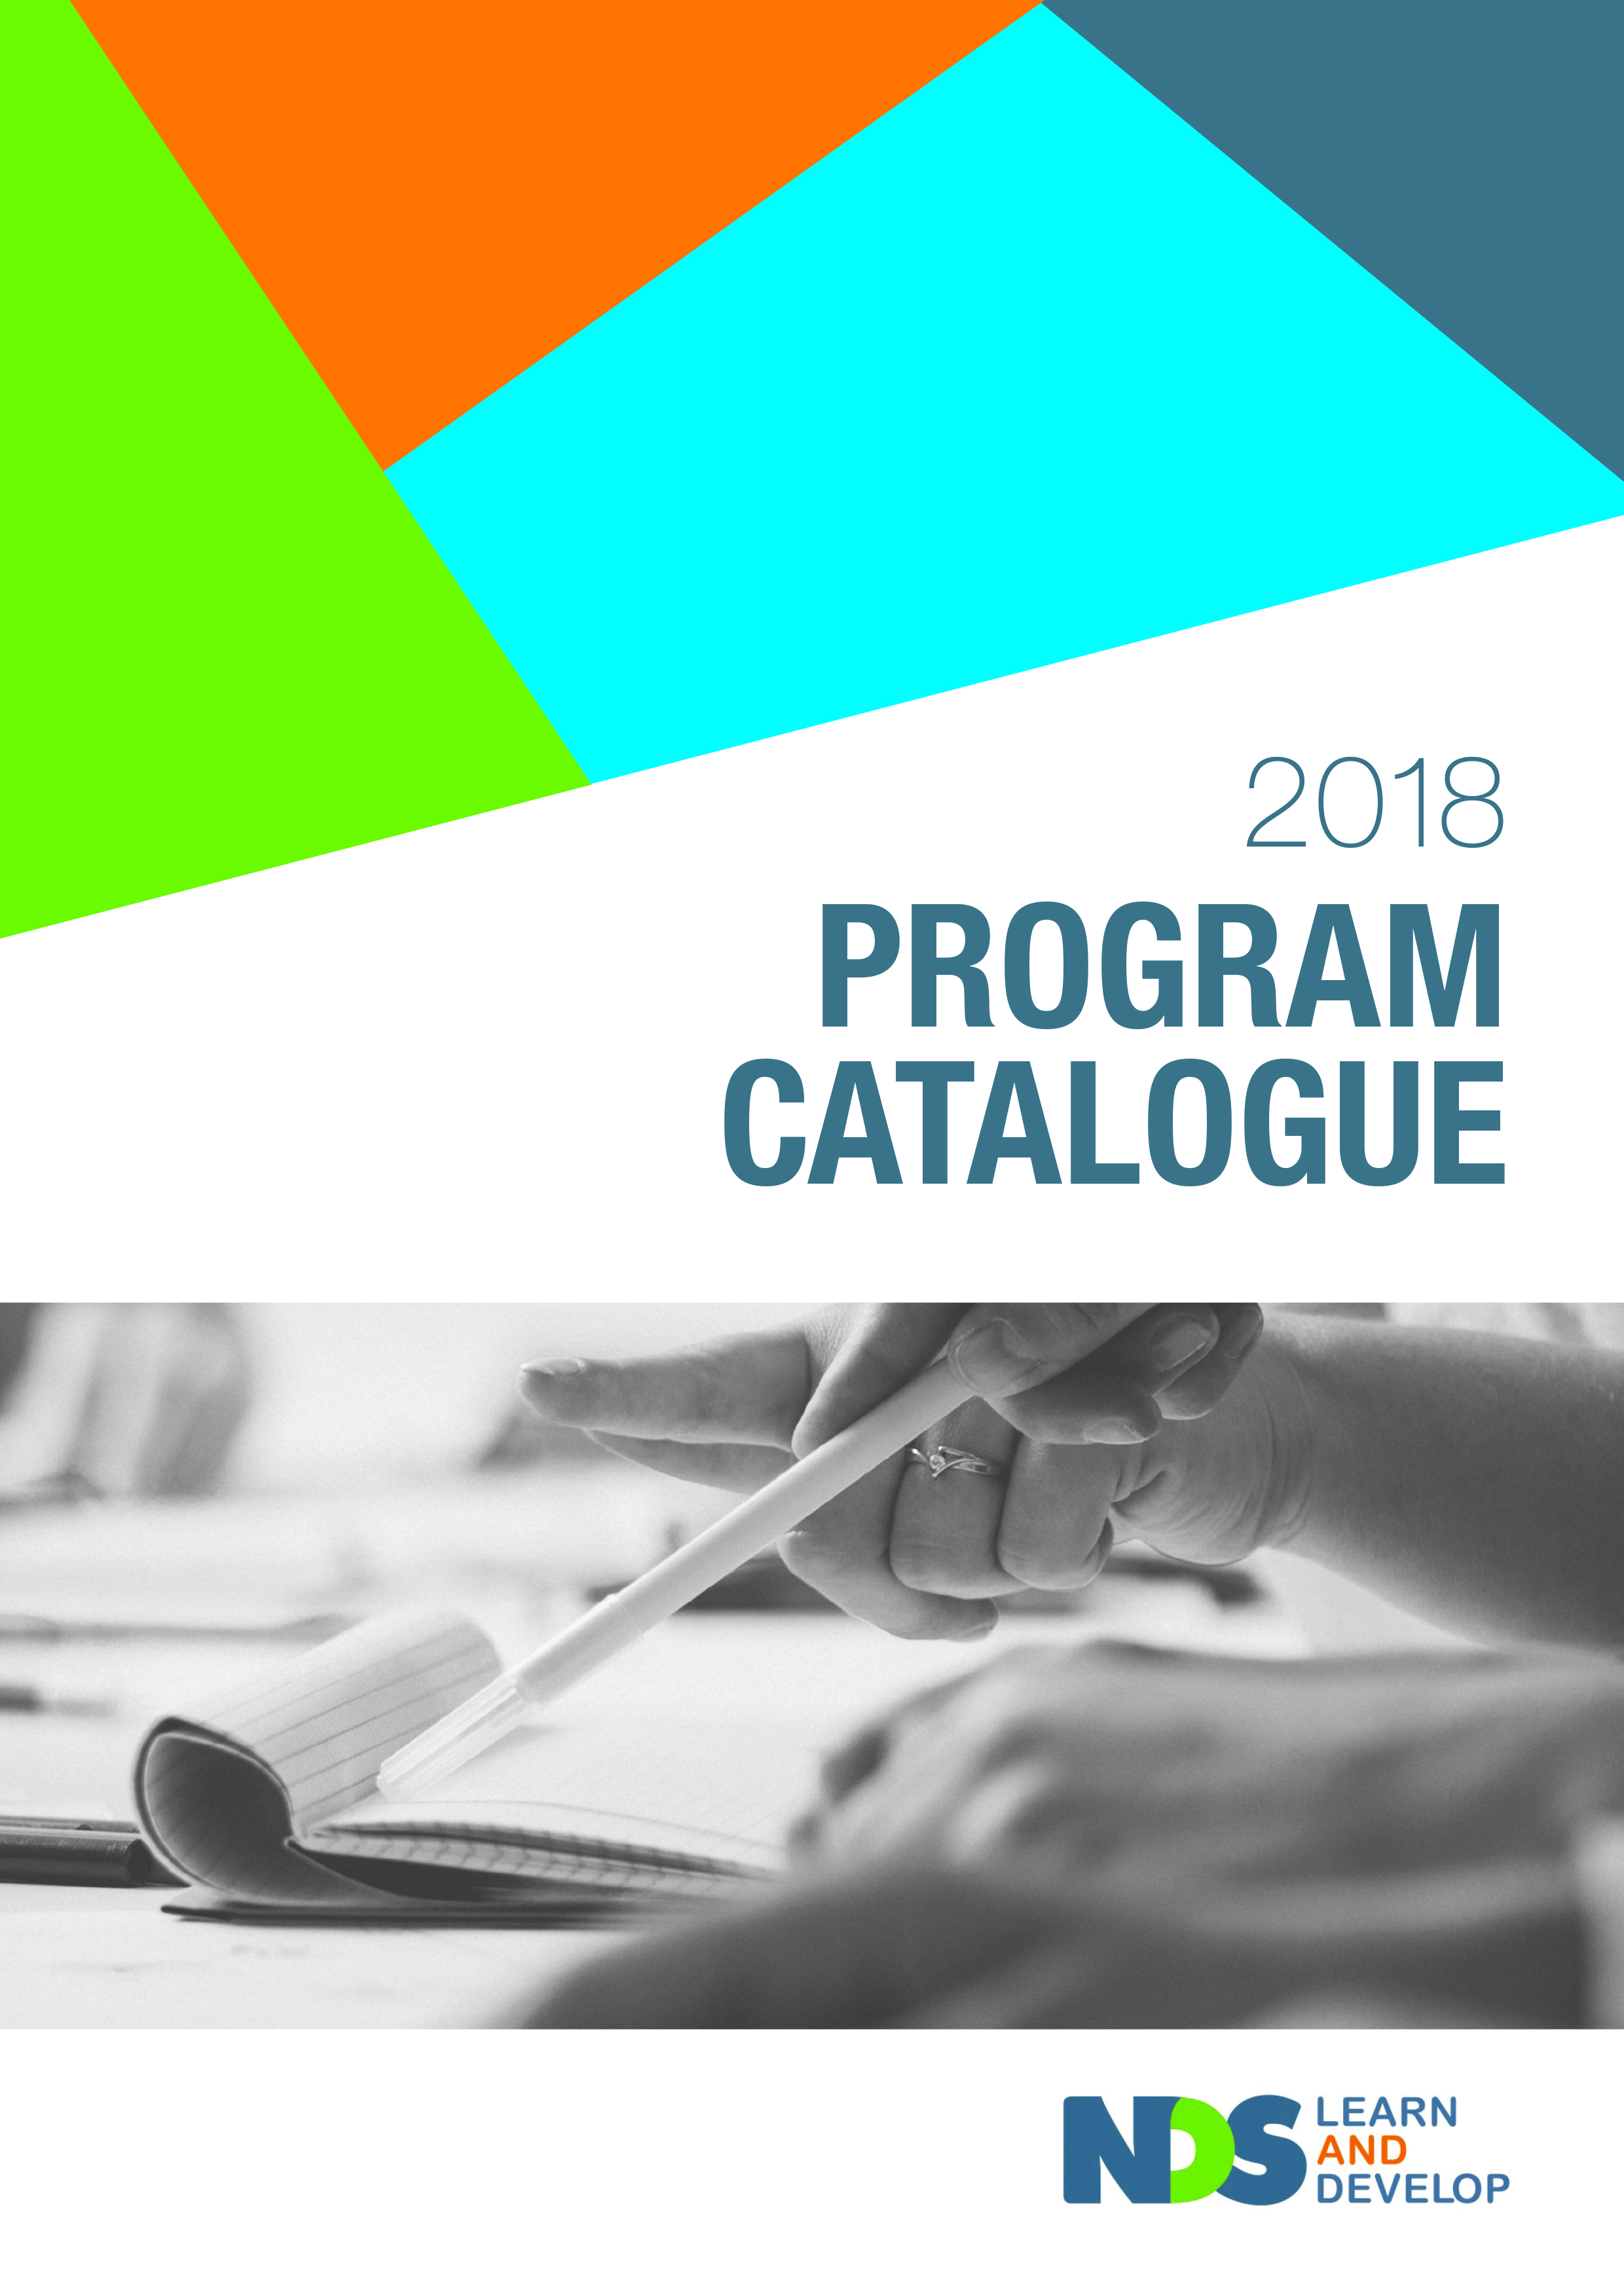 2018
PROGRAM
CATALOGUE
NDS
LEARN
AND
DEVELOP